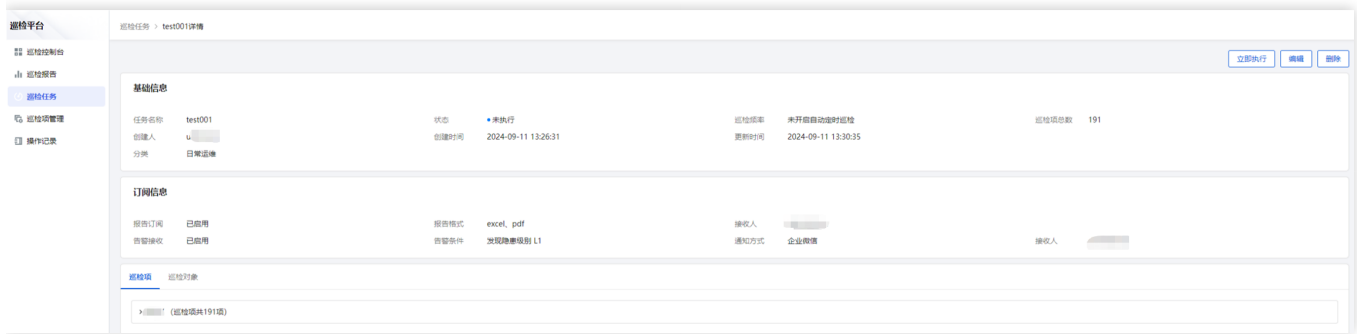 巡检平台
巡检任务 > test001详情
巡检控制台
巡检报告
巡检任务
巡检项管理
操作记录
立即执行 编辑 删除
基础信息
任务名称 test001 状态 未执行 巡检频率 未开启自动定时巡检 巡检项总数 191
创建人 u 创建时间 2024-09-11 13:26:31 更新时间 2024-09-11 13:30:35
分类 日常运维
订阅信息
报告订阅 已启用 报告格式 excel, pdf 接收人
告警接收 已启用 告警条件 发现隐患级别 L1 通知方式 企业微信 接收人
巡检项 巡检对象
> （巡检项共191项）